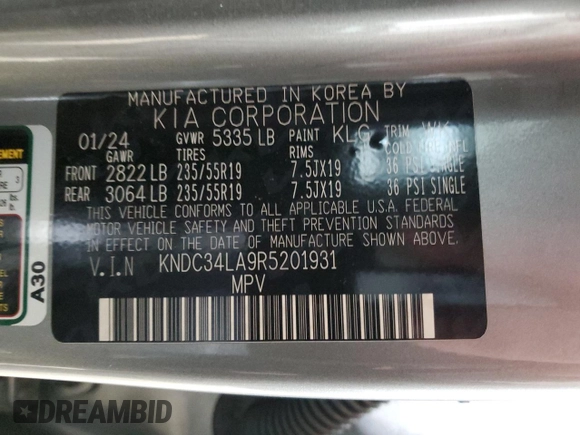 MANUFACTURED IN KOREA BY
KIA CORPORATION
01/24 GVWR 5335 LB PAINT KLG TRIM WK
GAWR TIRES RIMS COLD
FRONT 2822 LB 235/55R19 7.5JX19 36 PSI SINGLE
REAR 3064 LB 235/55R19 7.5JX19 36 PSI SINGLE
THIS VEHICLE CONFORMS TO ALL APPLICABLE U.S.A. FEDERAL
MOTOR VEHICLE SAFETY AND THEFT PREVENTION STANDARDS
IN EFFECT ON THE DATE OF MANUFACTURE SHOWN ABOVE.
V.I.N KNDC34LA9R5201931
MPV
A30
DREAMBID